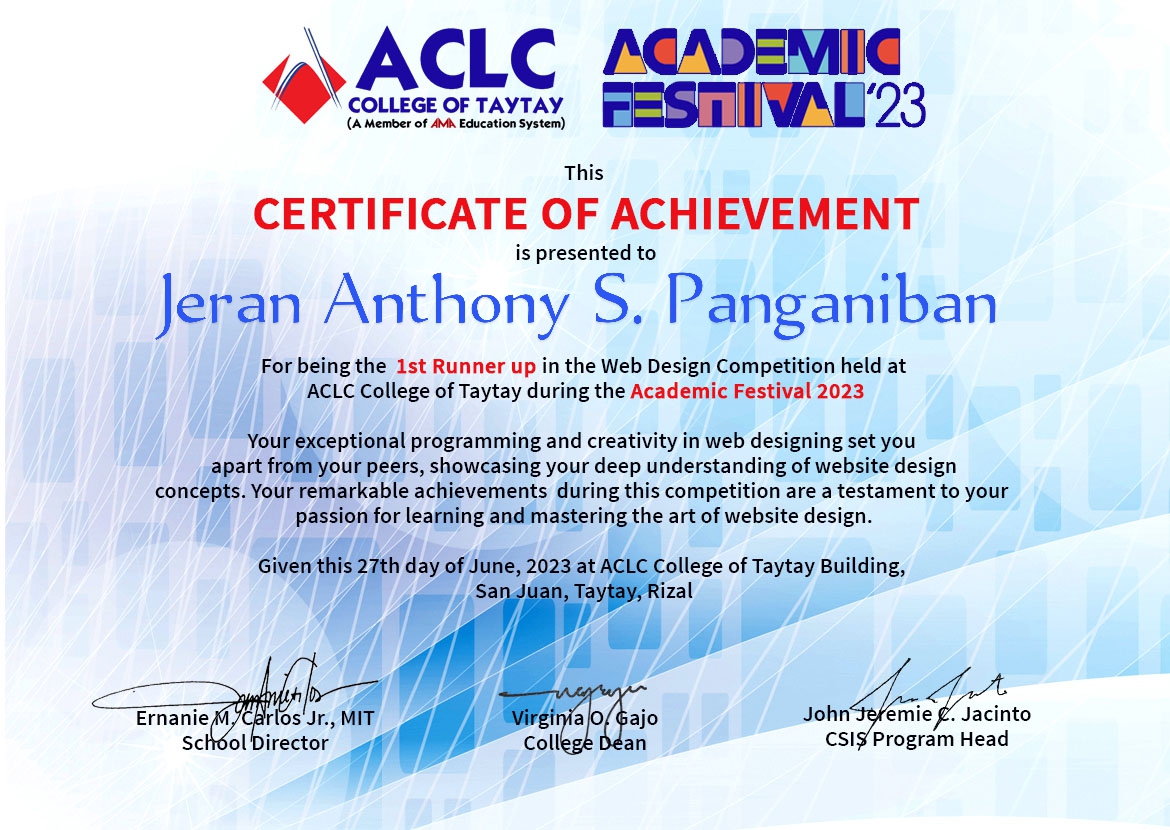 ACLC
COLLEGE OF TAYTAY
(A Member of AMA Education System)
ACADEMIC
FESTIVAL'23
This
CERTIFICATE OF ACHIEVEMENT
is presented to
Jeran Anthony S. Panganiban
For being the 1st Runner up in the Web Design Competition held at
ACLC College of Taytay during the Academic Festival 2023
Your exceptional programming and creativity in web designing set you
apart from your peers, showcasing your deep understanding of website design
concepts. Your remarkable achievements during this competition are a testament to your
passion for learning and mastering the art of website design.
Given this 27th day of June, 2023 at ACLC College of Taytay Building,
San Juan, Taytay, Rizal
Ernanie M. Carlos Jr., MIT
School Director
Virginia O. Gajo
College Dean
John Jeremie C. Jacinto
CSIS Program Head